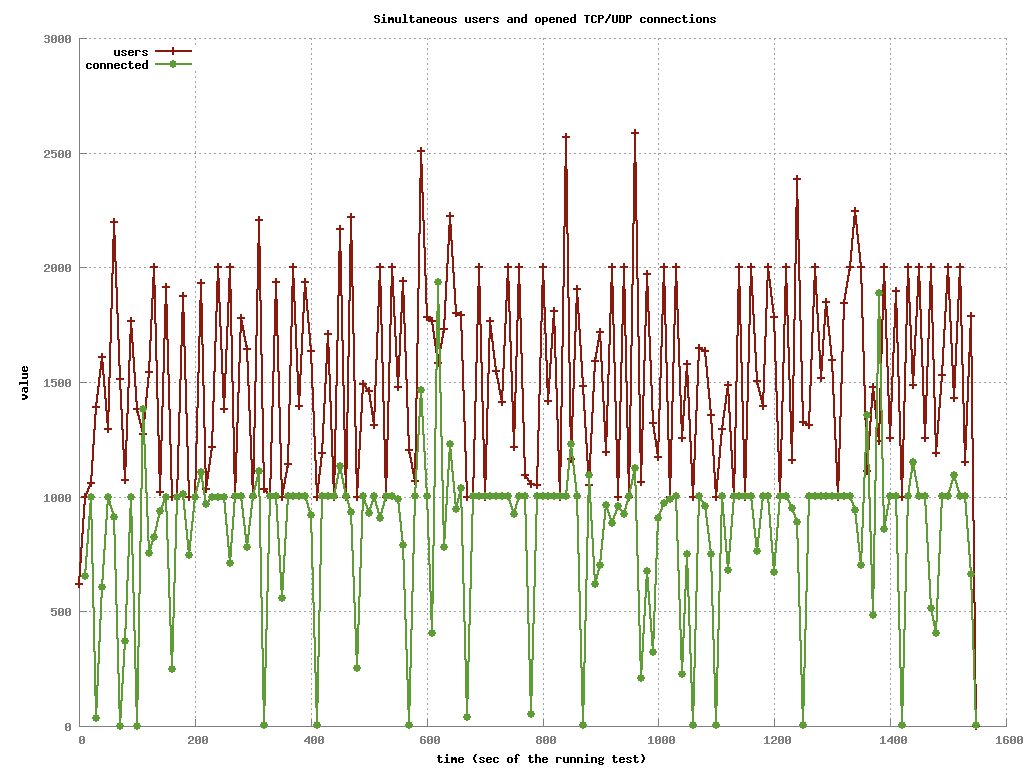 Simultaneous users and opened TCP/UDP connections
users
connected
3000
2500
2000
1500
1000
500
0
value
0 200 400 600 800 1000 1200 1400 1600
time (sec of the running test)